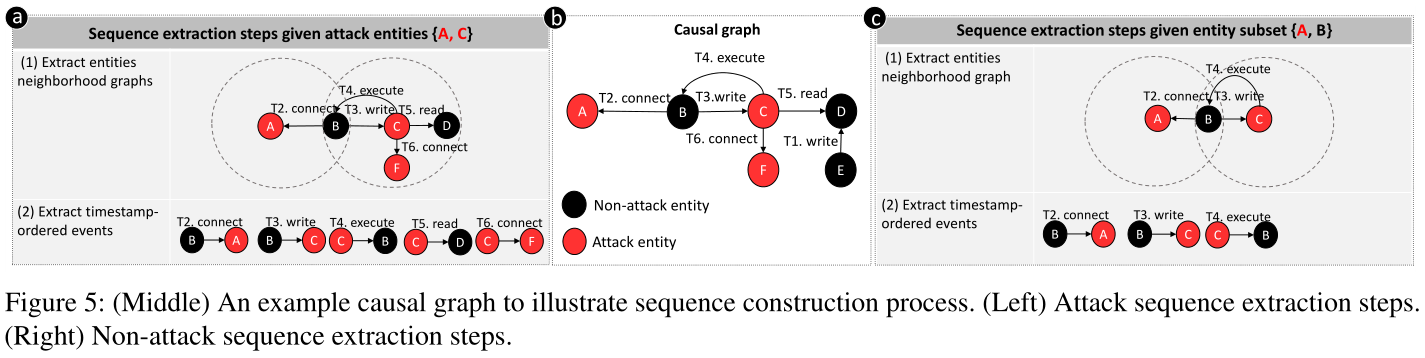 a
Sequence extraction steps given attack entities {A, C}
(1) Extract entities
neighborhood graphs
T4. execute
T2. connect
T3. write
T5. read
A
B
C
D
T6. connect
F
(2) Extract timestamp-
ordered events
T2. connect
T3. write
T4. execute
T5. read
T6. connect
B
A
B
C
C
B
C
D
C
F
b
Causal graph
T4. execute
T2. connect
T3.write
T5. read
A
B
C
D
T6. connect
T1. write
F
E
Non-attack entity
Attack entity
c
Sequence extraction steps given entity subset {A, B}
(1) Extract entities
neighborhood graph
T4. execute
T2. connect
T3. write
A
B
C
(2) Extract timestamp-
ordered events
T2. connect
T3. write
T4. execute
B
A
B
C
C
B
Figure 5: (Middle) An example causal graph to illustrate sequence construction process. (Left) Attack sequence extraction steps.
(Right) Non-attack sequence extraction steps.